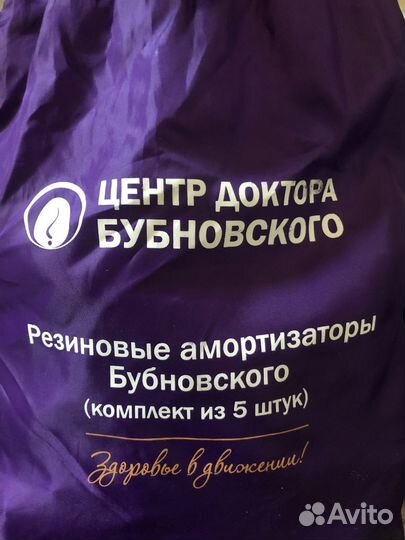 ЦЕНТР ДОКТОРА
БУБНОВСКОГО
Резиновые амортизаторы
Бубновского
(комплект из 5 штук)
Здоровье в движении!
Avito